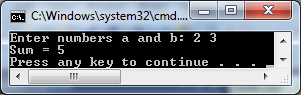 C:\Windows\system32\cmd....
Enter numbers a and b: 2 3
Sum = 5
Press any key to continue . . .